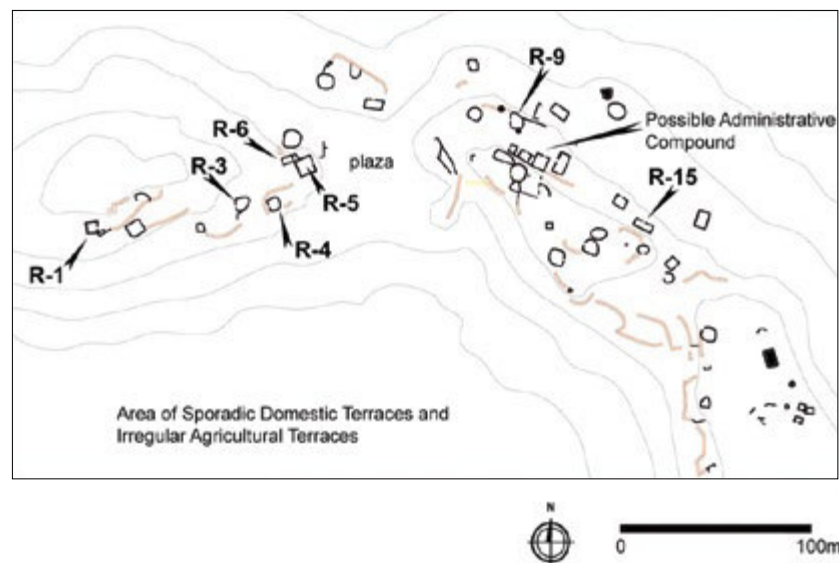 R-9
R-6
plaza
Possible Administrative
Compound
R-3
R-15
R-5
R-4
R-1
Area of Sporadic Domestic Terraces and
Irregular Agricultural Terraces
N
0 100m